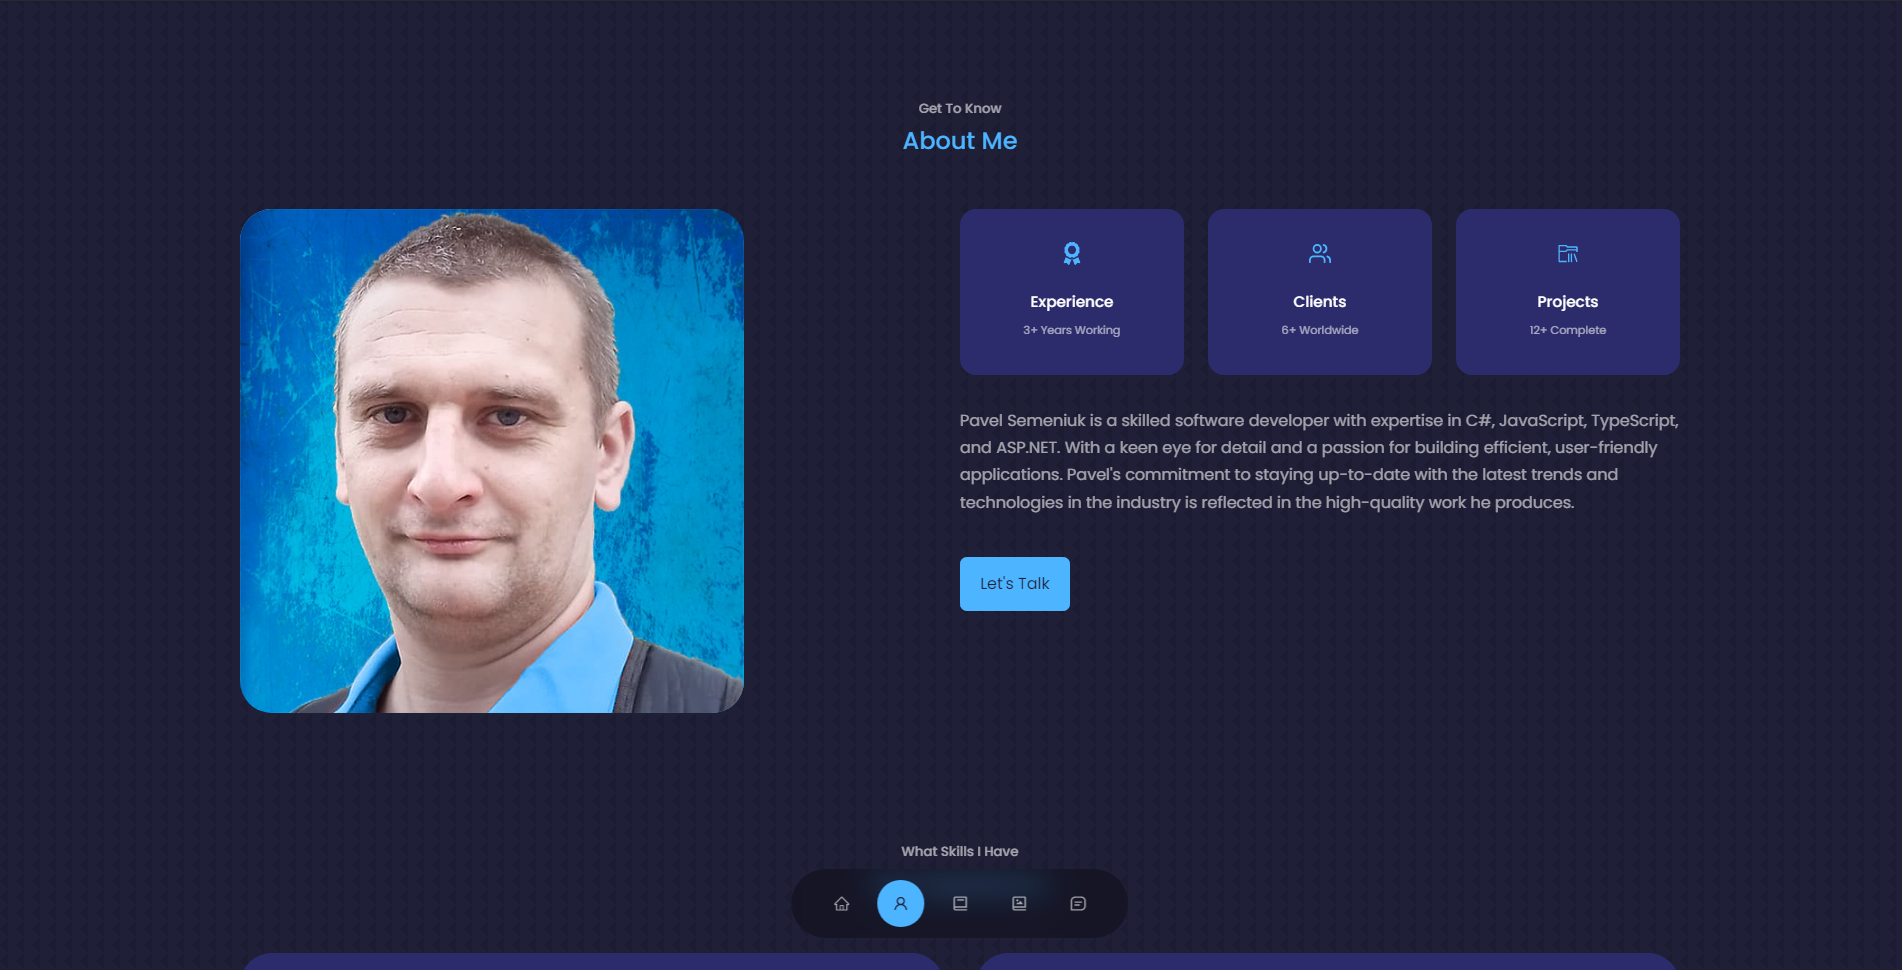 Get To Know
About Me
Experience
3+ Years Working
Clients
6+ Worldwide
Projects
12+ Complete
Pavel Semeniuk is a skilled software developer with expertise in C#, JavaScript, TypeScript,
and ASP.NET. With a keen eye for detail and a passion for building efficient, user-friendly
applications. Pavel's commitment to staying up-to-date with the latest trends and
technologies in the industry is reflected in the high-quality work he produces.
Let's Talk
What Skills I Have